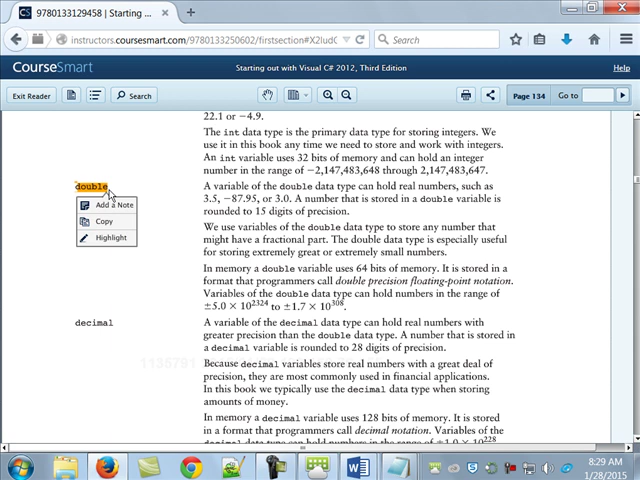 9780133129458 | Starting ...
instructors.coursesmart.com/9780133250602/firstsection#X2ludC
Search
CourseSmart
Starting out with Visual C# 2012, Third Edition
Help
Exit Reader
Search
Page 134
Go to
22.1 or −4.9.
The int data type is the primary data type for storing integers. We
use it in this book any time we need to store and work with integers.
An int variable uses 32 bits of memory and can hold an integer
number in the range of −2,147,483,648 through 2,147,483,647.
double
A variable of the double data type can hold real numbers, such as
3.5, −87.95, or 3.0. A number that is stored in a double variable is
rounded to 15 digits of precision.
Add a Note
Copy
Highlight
We use variables of the double data type to store any number that
might have a fractional part. The double data type is especially useful
for storing extremely great or extremely small numbers.
In memory a double variable uses 64 bits of memory. It is stored in a
format that programmers call double precision floating-point notation.
Variables of the double data type can hold numbers in the range of
±5.0 × 10²³²⁴ to ±1.7 × 10³⁰⁸.
decimal
A variable of the decimal data type can hold real numbers with
greater precision than the double data type. A number that is stored in
a decimal variable is rounded to 28 digits of precision.
Because decimal variables store real numbers with a great deal of
precision, they are most commonly used in financial applications.
In this book we typically use the decimal data type when storing
amounts of money.
In memory a decimal variable uses 128 bits of memory. It is stored
in a format that programmers call decimal notation. Variables of the
decimal data type can hold numbers in the range of ±1.0 × 10²²⁸
8:29 AM
1/28/2015